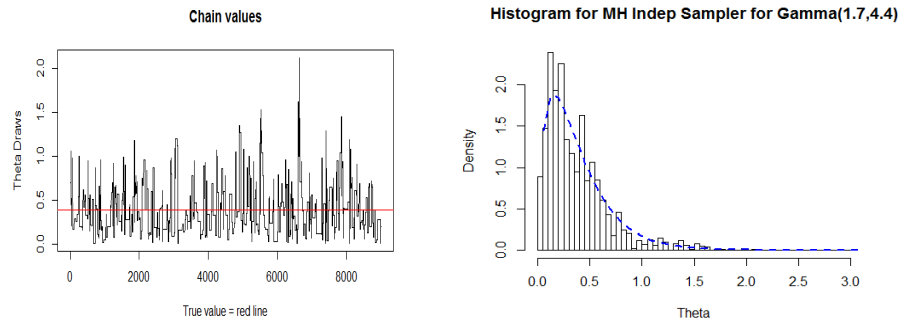 Chain values
Theta Draws
2.0
1.5
1.0
0.5
0.0
0 2000 4000 6000 8000
True value = red line
Histogram for MH Indep Sampler for Gamma(1.7,4.4)
Density
2.0
1.5
1.0
0.5
0.0
0.0 0.5 1.0 1.5 2.0 2.5 3.0
Theta